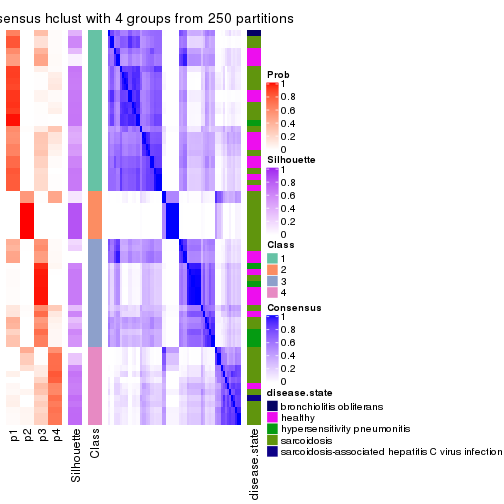 sensus hclust with 4 groups from 250 partitions
Prob
1
0.8
0.6
0.4
0.2
0
Silhouette
1
0.8
0.6
0.4
0.2
0
Class
1
2
3
4
Consensus
1
0.8
0.6
0.4
0.2
0
disease.state
bronchiolitis obliterans
healthy
hypersensitivity pneumonitis
sarcoidosis
sarcoidosis-associated hepatitis C virus infection
p1
p2
p3
p4
Silhouette
Class
disease.state